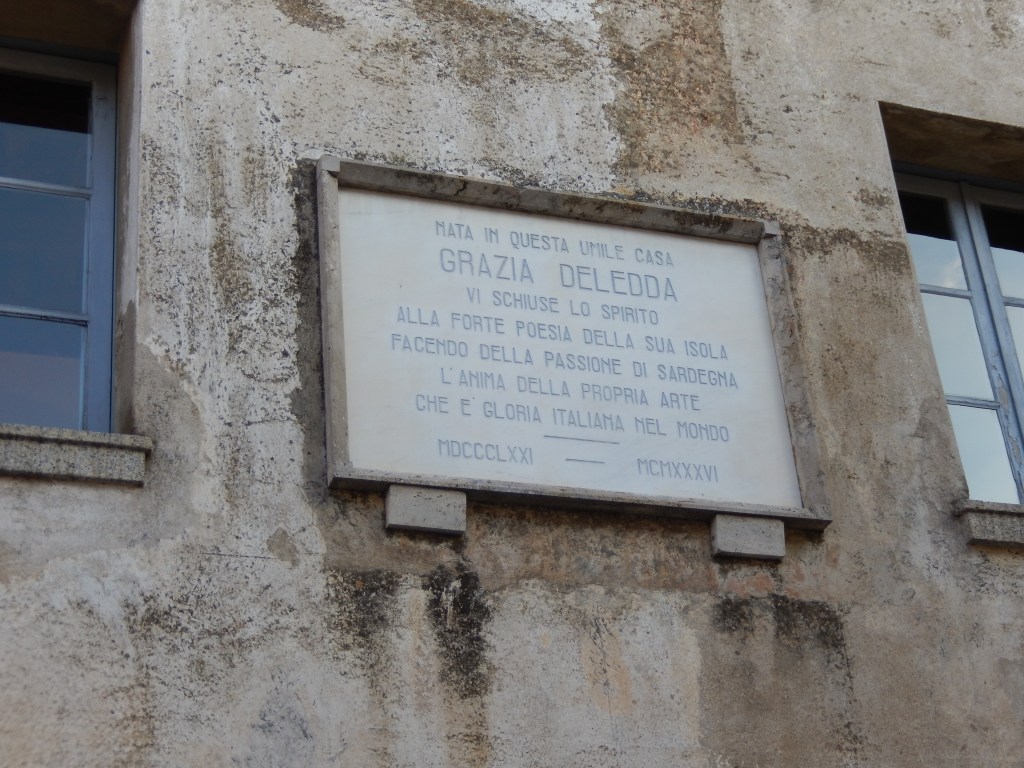 NATA IN QUESTA UMILE CASA
GRAZIA DELEDDA
VI SCHIUSE LO SPIRITO
ALLA FORTE POESIA DELLA SUA ISOLA
FACENDO DELLA PASSIONE DI SARDEGNA
L'ANIMA DELLA PROPRIA ARTE
CHE E' GLORIA ITALIANA NEL MONDO
MDCCCLXXI — MCMXXXVI